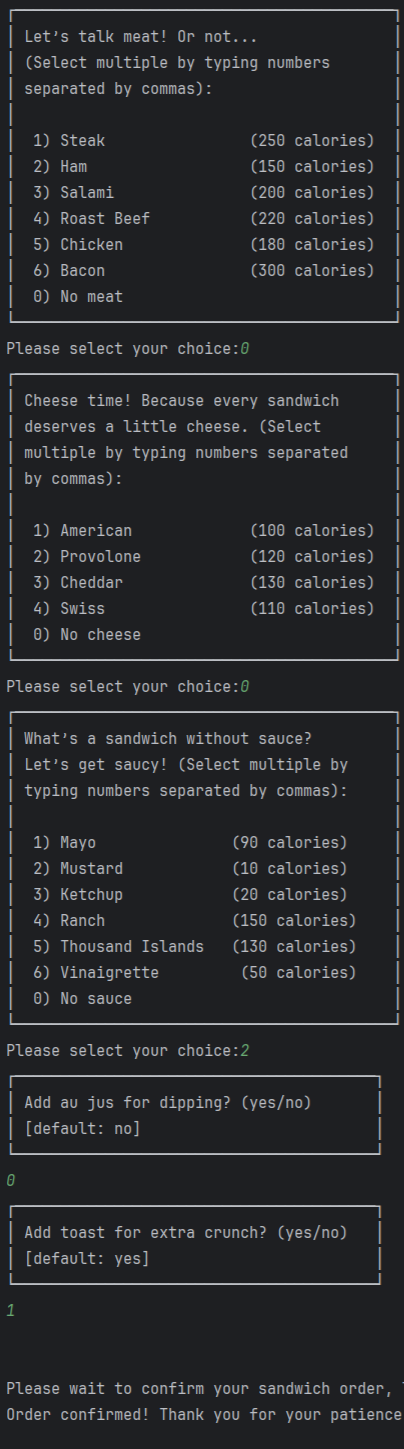 Let's talk meat! Or not...
(Select multiple by typing numbers
separated by commas):
1) Steak (250 calories)
2) Ham (150 calories)
3) Salami (200 calories)
4) Roast Beef (220 calories)
5) Chicken (180 calories)
6) Bacon (300 calories)
0) No meat
Please select your choice:0
Cheese time! Because every sandwich
deserves a little cheese. (Select
multiple by typing numbers separated
by commas):
1) American (100 calories)
2) Provolone (120 calories)
3) Cheddar (130 calories)
4) Swiss (110 calories)
0) No cheese
Please select your choice:0
What's a sandwich without sauce?
Let's get saucy! (Select multiple by
typing numbers separated by commas):
1) Mayo (90 calories)
2) Mustard (10 calories)
3) Ketchup (20 calories)
4) Ranch (150 calories)
5) Thousand Islands (130 calories)
6) Vinaigrette (50 calories)
0) No sauce
Please select your choice:2
Add au jus for dipping? (yes/no)
[default: no]
0
Add toast for extra crunch? (yes/no)
[default: yes]
1
Please wait to confirm your sandwich order,
Order confirmed! Thank you for your patience